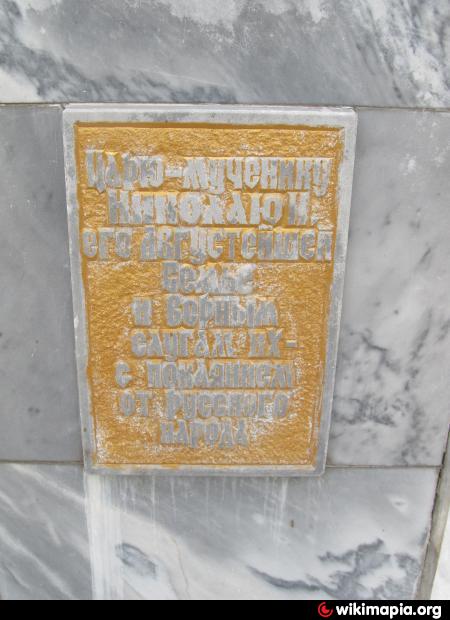 Царю-мученику
Николаю II,
его Августейшей
Семье
и верным
слугам их-
с покаянием
от русского
народа
wikimapia.org